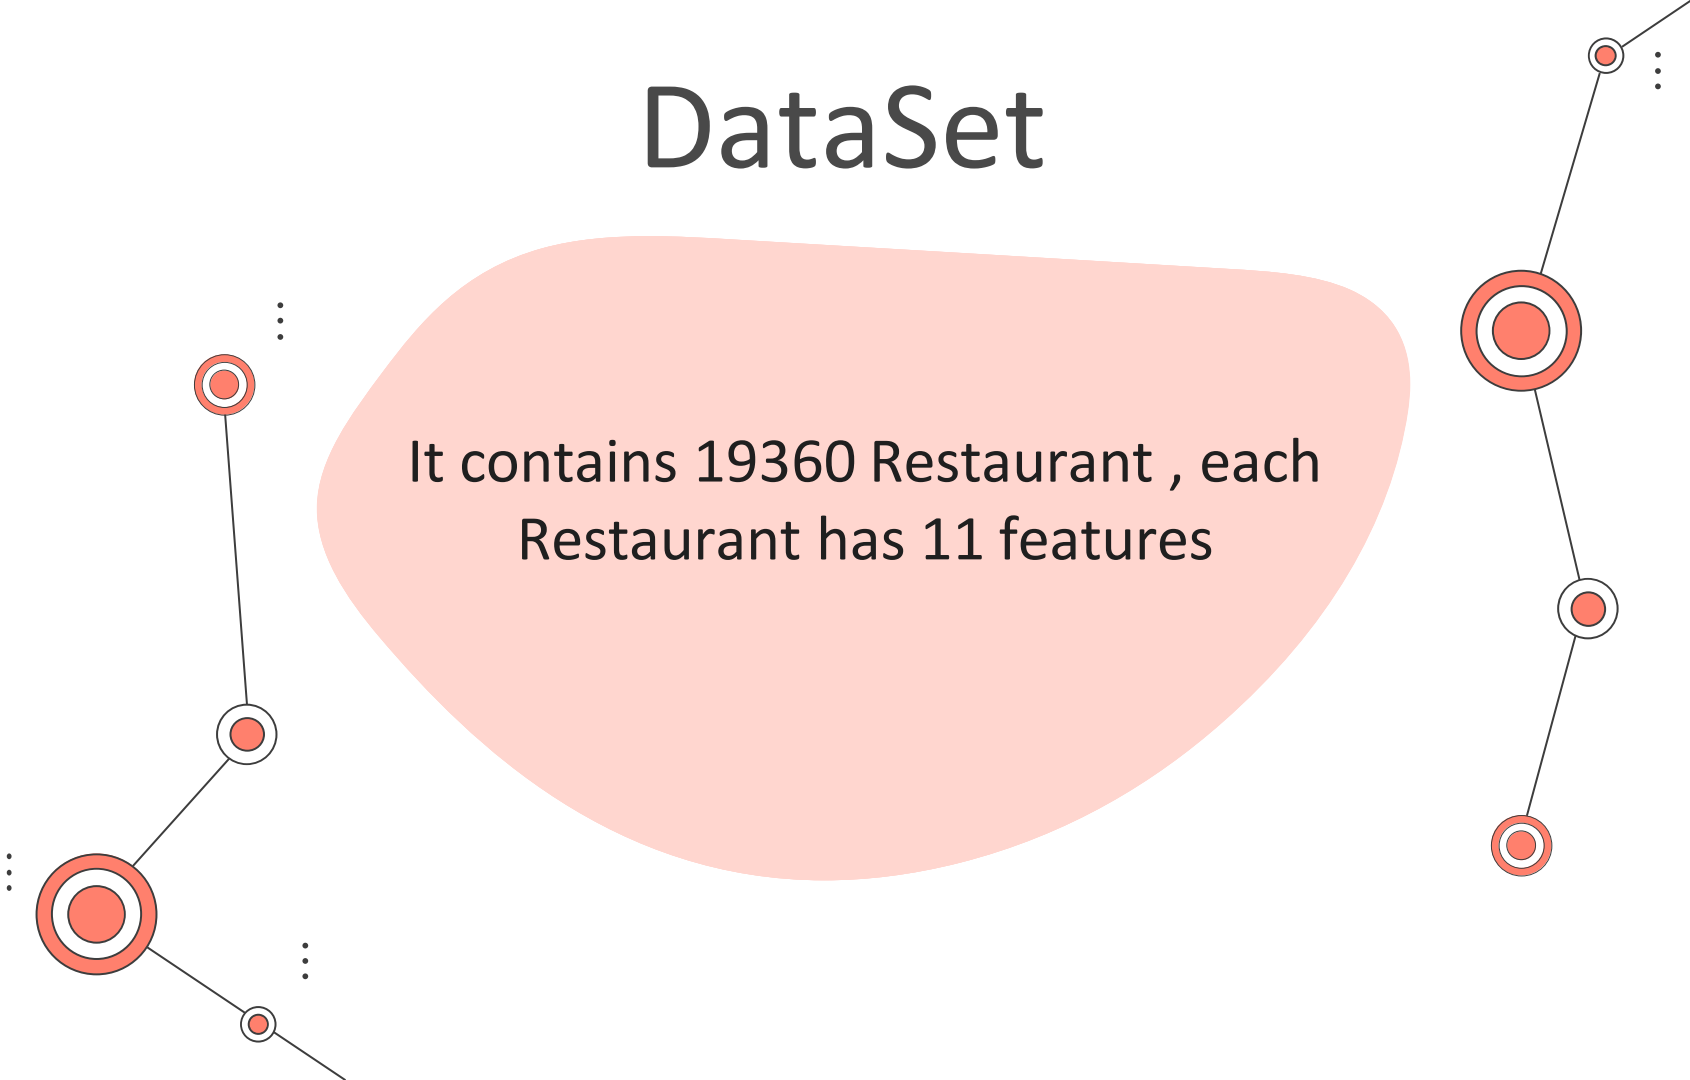 DataSet
It contains 19360 Restaurant , each
Restaurant has 11 features